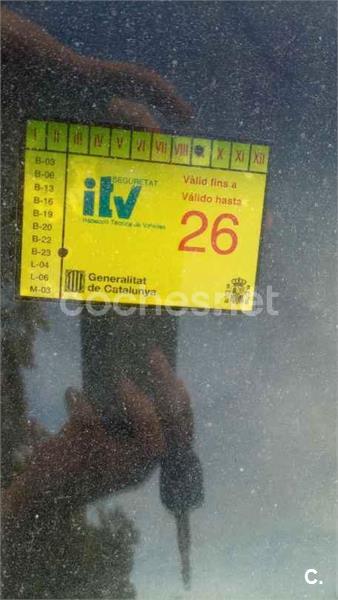 I II III IV V VI VII VIII X XI XII
B-03
B-06
B-13
B-16
B-19
B-20
B-22
B-23
L-04
L-06
M-03
SEGURETAT
itv
Inspecció Tècnica de Vehicles
Vàlid fins a
Válido hasta
26
Generalitat
de Catalunya
coches.net
C.